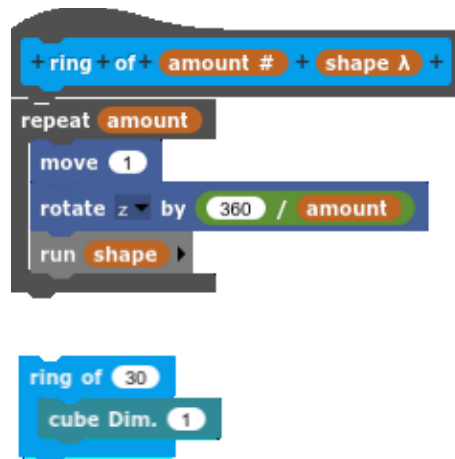 + ring + of + amount # + shape λ +
repeat amount
move 1
rotate z by 360 / amount
run shape
ring of 30
cube Dim. 1